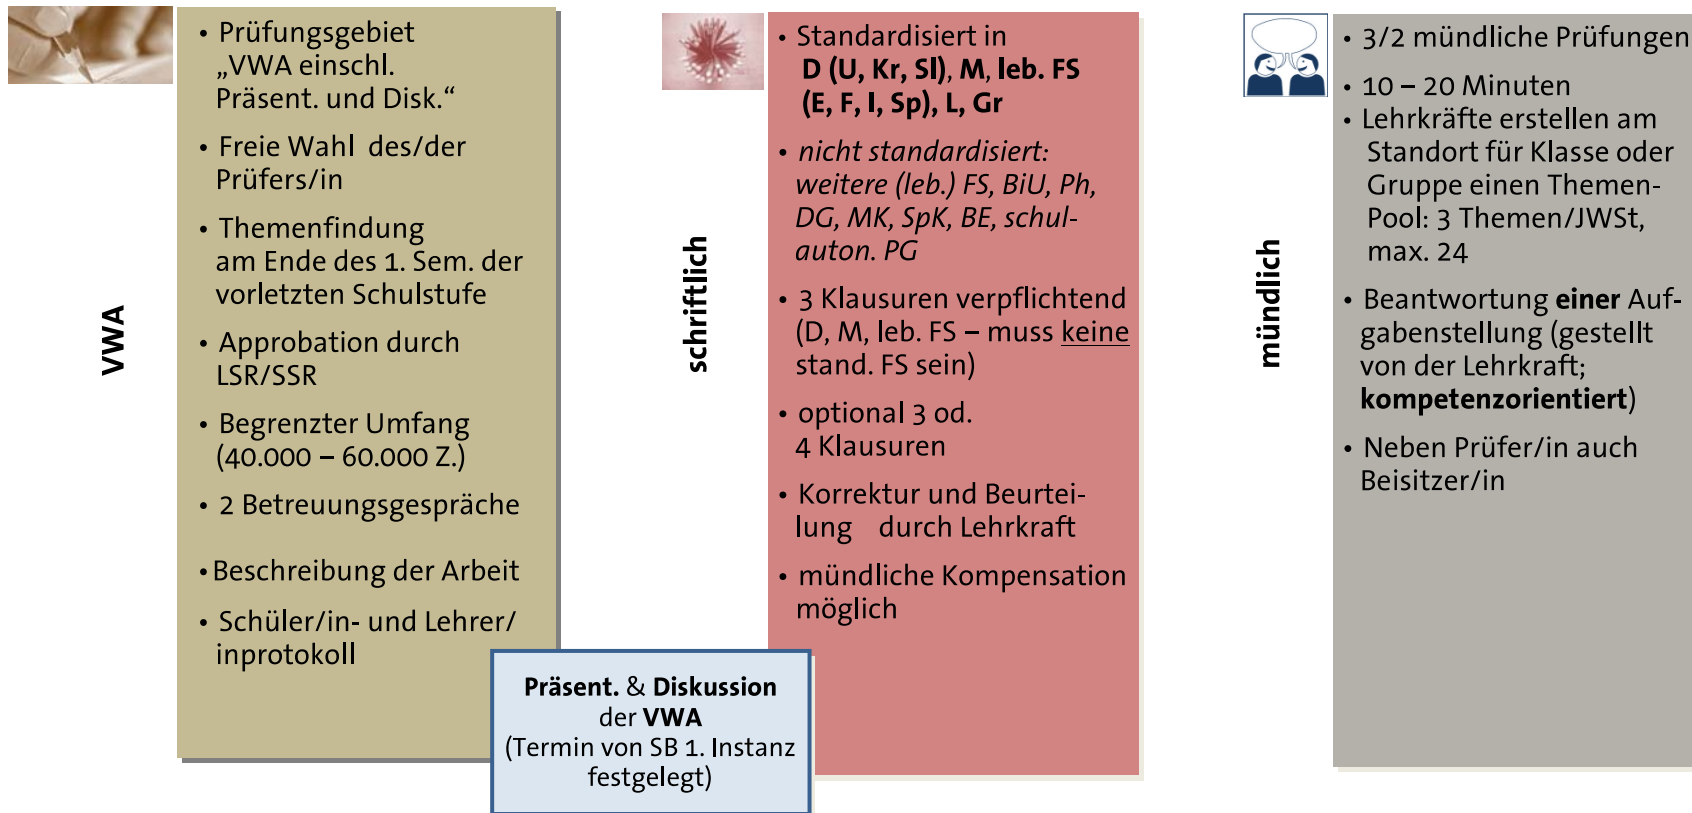 VWA
• Prüfungsgebiet
„VWA einschl.
Präsent. und Disk.“
• Freie Wahl des/der
Prüfers/in
• Themenfindung
am Ende des 1. Sem. der
vorletzten Schulstufe
• Approbation durch
LSR/SSR
• Begrenzter Umfang
(40.000 – 60.000 Z.)
• 2 Betreuungsgespräche
• Beschreibung der Arbeit
• Schüler/in- und Lehrer/
inprotokoll
Präsent. & Diskussion
der VWA
(Termin von SB 1. Instanz
festgelegt)
schriftlich
• Standardisiert in
D (U, Kr, Sl), M, leb. FS
(E, F, I, Sp), L, Gr
• nicht standardisiert:
weitere (leb.) FS, BiU, Ph,
DG, MK, SpK, BE, schul-
auton. PG
• 3 Klausuren verpflichtend
(D, M, leb. FS – muss keine
stand. FS sein)
• optional 3 od.
4 Klausuren
• Korrektur und Beurtei-
lung durch Lehrkraft
• mündliche Kompensation
möglich
mündlich
• 3/2 mündliche Prüfungen
• 10 – 20 Minuten
• Lehrkräfte erstellen am
Standort für Klasse oder
Gruppe einen Themen-
Pool: 3 Themen/JWSt,
max. 24
• Beantwortung einer Auf-
gabenstellung (gestellt
von der Lehrkraft;
kompetenzorientiert)
• Neben Prüfer/in auch
Beisitzer/in